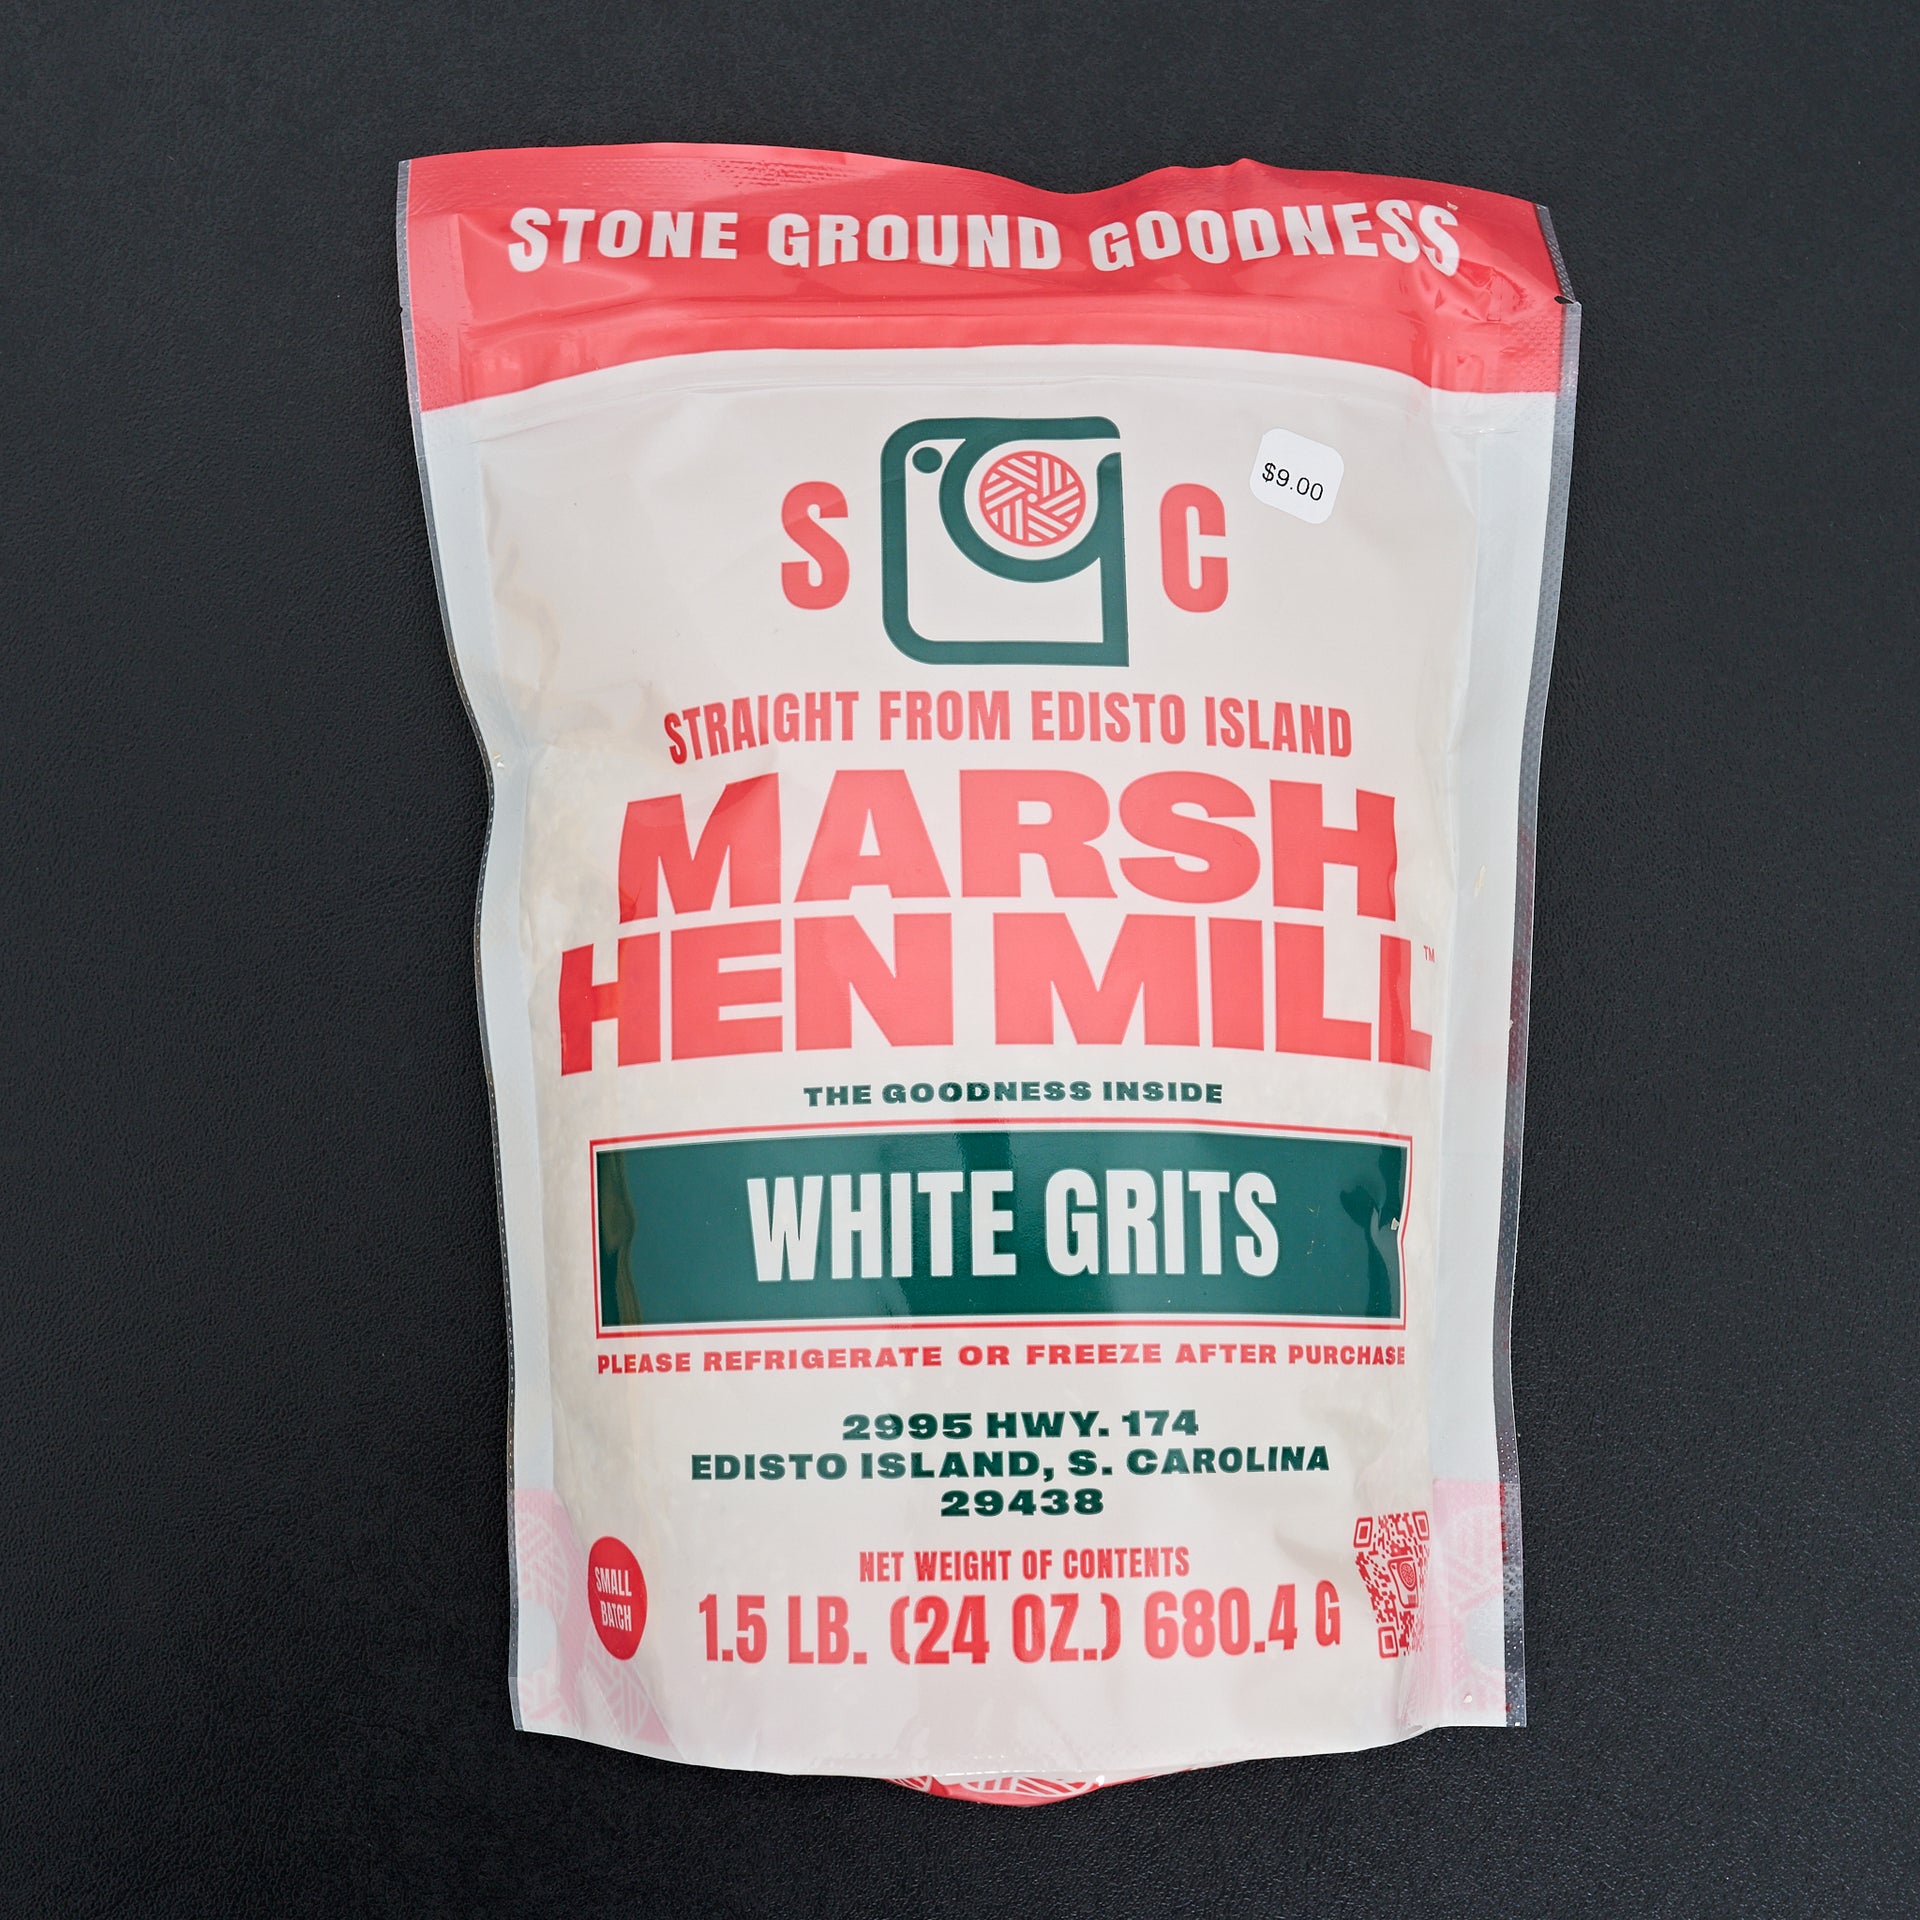 STONE GROUND GOODNESS
S C
$9.00
STRAIGHT FROM EDISTO ISLAND
MARSH
HEN MILL™
THE GOODNESS INSIDE
WHITE GRITS
PLEASE REFRIGERATE OR FREEZE AFTER PURCHASE
2995 HWY. 174
EDISTO ISLAND, S. CAROLINA
29438
SMALL
BATCH
NET WEIGHT OF CONTENTS
1.5 LB. (24 OZ.) 680.4 G